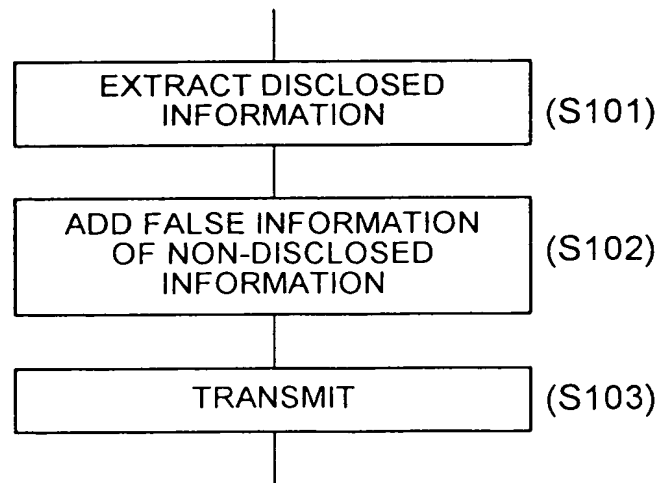 EXTRACT DISCLOSED
INFORMATION
(S101)
ADD FALSE INFORMATION
OF NON-DISCLOSED
INFORMATION
(S102)
TRANSMIT
(S103)